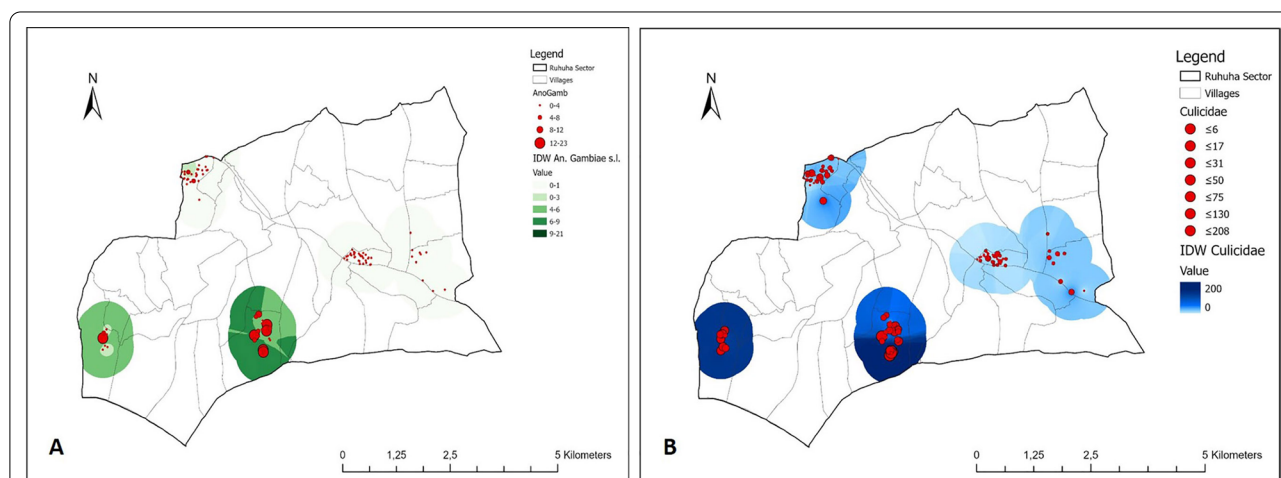 N
Legend
Ruhuha Sector
Villages
AnoGamb
0-4
4-8
8-12
12-23
IDW An. Gambiae s.l.
Value
0-1
0-3
4-6
6-9
9-21
A
0 1,25 2,5 5 Kilometers
N
Legend
Ruhuha Sector
Villages
Culicidae
≤6
≤17
≤31
≤50
≤75
≤130
≤208
IDW Culicidae
Value
200
0
B
0 1,25 2,5 5 Kilometers